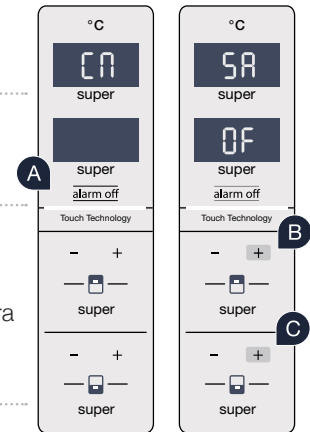 °C
CN
super
super
alarm off
Touch Technology
- +
super
- +
super
A
°C
SA
super
OF
super
alarm off
Touch Technology
- +
super
- +
super
B
C
ra